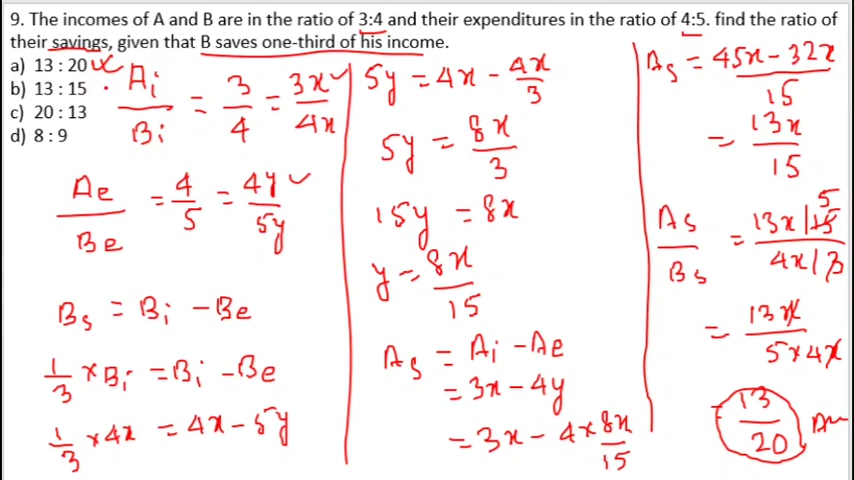 9. The incomes of A and B are in the ratio of 3:4 and their expenditures in the ratio of 4:5. find the ratio of
their savings, given that B saves one-third of his income.
a) 13 : 20
b) 13 : 15
c) 20 : 13
d) 8 : 9
Ai/Bi = 3/4 = 3x/4x
Ae/Be = 4/5 = 4y/5y
Bs = Bi - Be
1/3 × Bi = Bi - Be
1/3 × 4x = 4x - 5y
5y = 4x - 4x/3
5y = 8x/3
15y = 8x
y = 8x/15
As = Ai - Ae
= 3x - 4y
= 3x - 4 × 8x/15
As = 45x - 32x/15
= 13x/15
As/Bs = 13x/15 5/4x/3
= 13x/5×4x
= 13/20 Ans